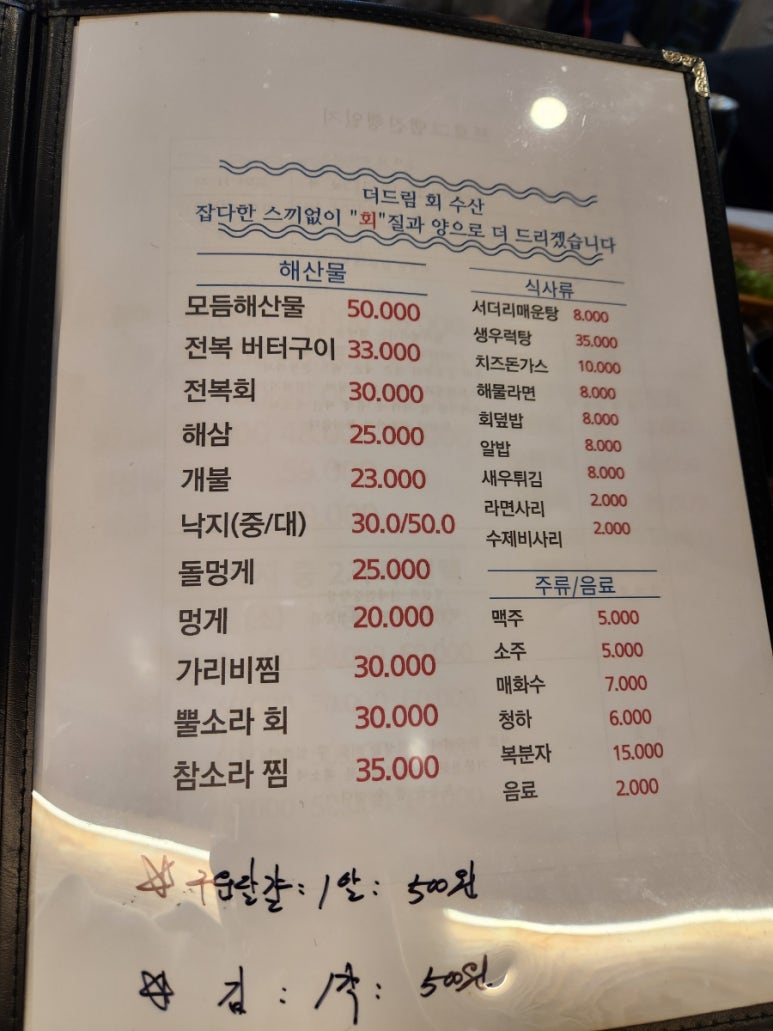 더드림 회 수산
잡다한 스끼없이 "회"질과 양으로 더 드리겠습니다
해산물
모듬해산물 50.000
전복 버터구이 33.000
전복회 30.000
해삼 25.000
개불 23.000
낙지(중/대) 30.0/50.0
돌멍게 25.000
멍게 20.000
가리비찜 30.000
뿔소라 회 30.000
참소라 찜 35.000
식사류
서더리매운탕 8.000
생우럭탕 35.000
치즈돈가스 10.000
해물라면 8.000
회덮밥 8.000
알밥 8.000
새우튀김 8.000
라면사리 2.000
수제비사리 2.000
주류/음료
맥주 5.000
소주 5.000
매화수 7.000
청하 6.000
복분자 15.000
음료 2.000
☆ 구운달걀 : 1알 : 500원
☆ 김 : 1착 : 500원